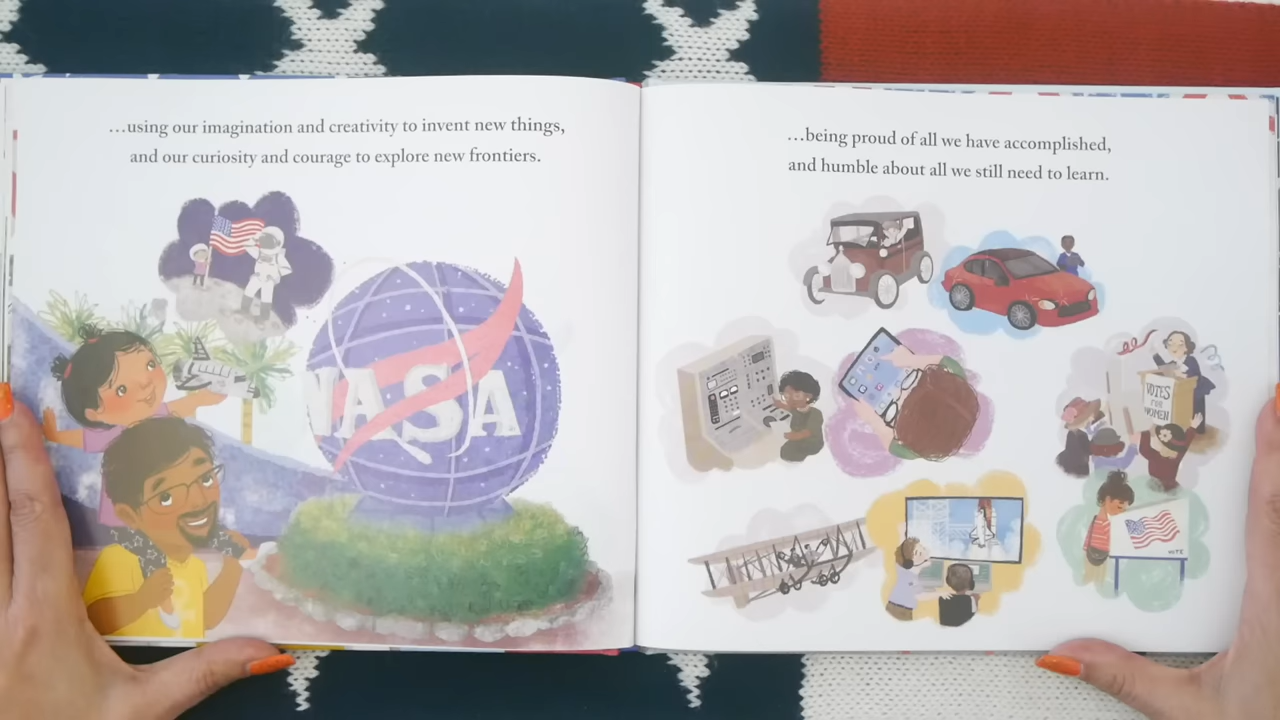 …using our imagination and creativity to invent new things,
and our curiosity and courage to explore new frontiers.
NASA
…being proud of all we have accomplished,
and humble about all we still need to learn.
VOTES
FOR
WOMEN
VOTE